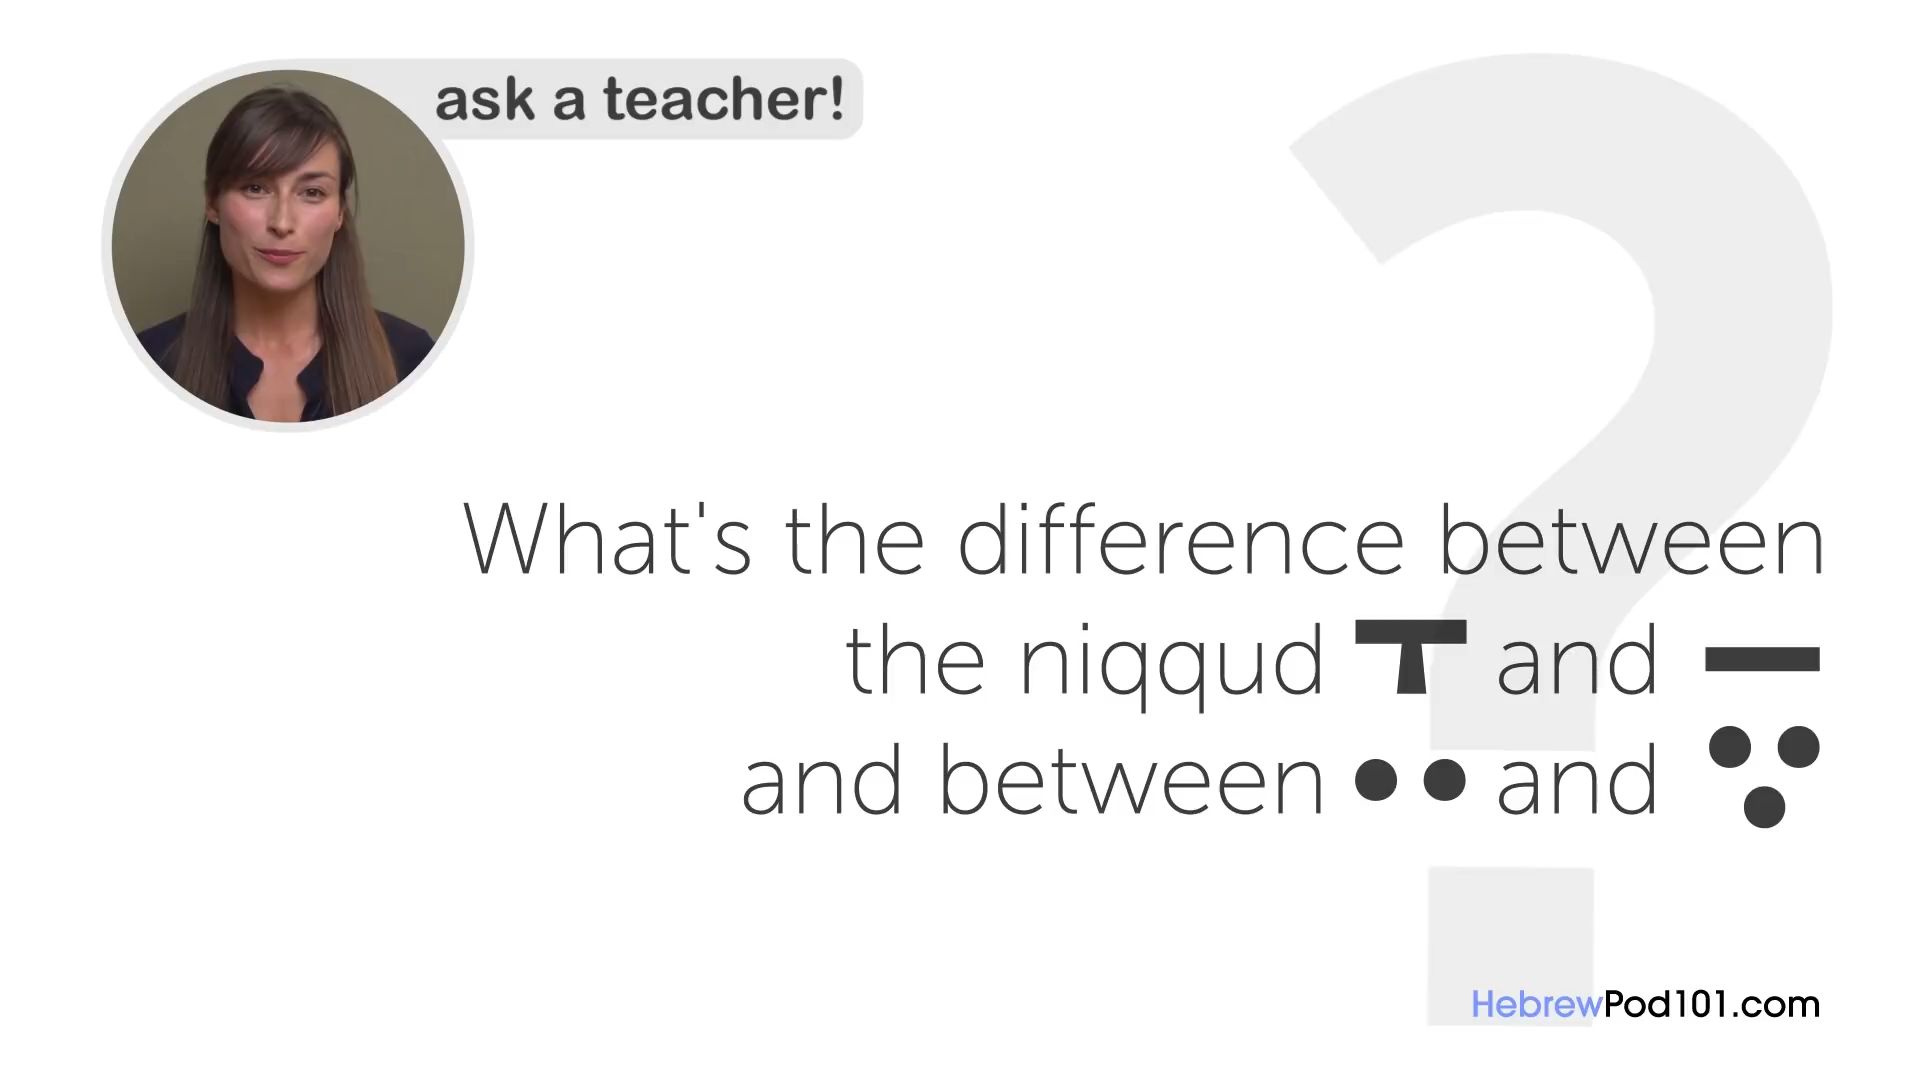 ask a teacher!
What's the difference between
the niqqud ָ and ַ
and between ֵ and ֶ
?
HebrewPod101.com